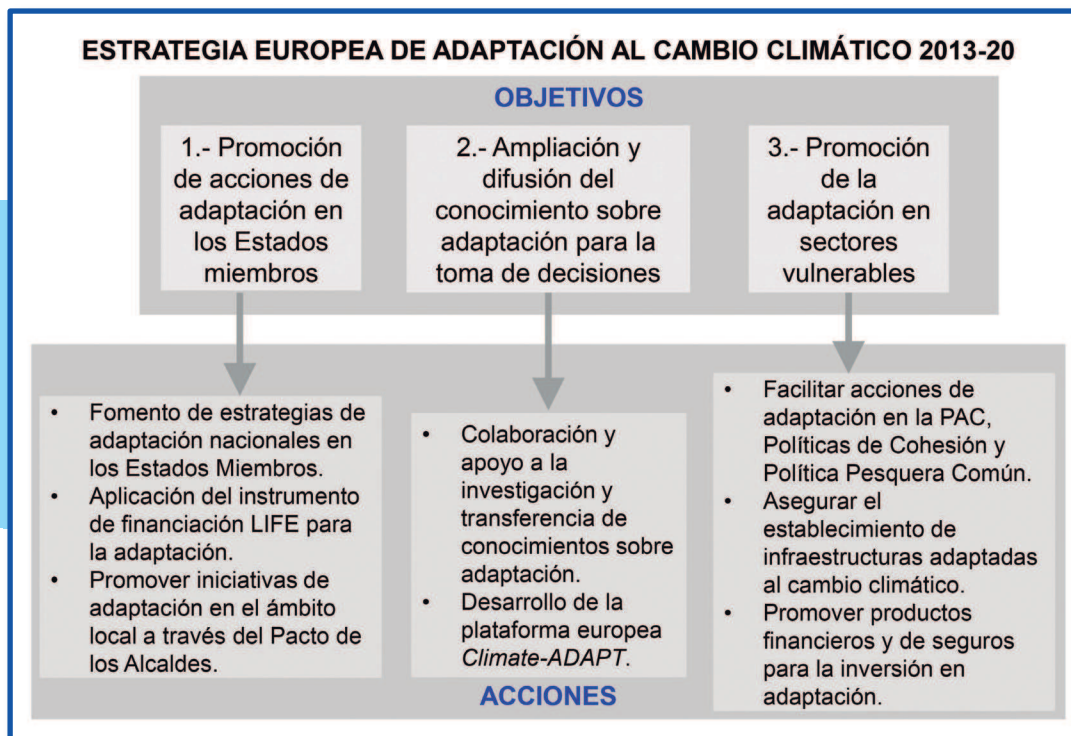 ESTRATEGIA EUROPEA DE ADAPTACIÓN AL CAMBIO CLIMÁTICO 2013-20
OBJETIVOS
1.- Promoción
de acciones de
adaptación en
los Estados
miembros
2.- Ampliación y
difusión del
conocimiento sobre
adaptación para la
toma de decisiones
3.- Promoción
de la
adaptación en
sectores
vulnerables
• Fomento de estrategias de
adaptación nacionales en
los Estados Miembros.
• Aplicación del instrumento
de financiación LIFE para
la adaptación.
• Promover iniciativas de
adaptación en el ámbito
local a través del Pacto de
los Alcaldes.
• Colaboración y
apoyo a la
investigación y
transferencia de
conocimientos sobre
adaptación.
• Desarrollo de la
plataforma europea
Climate-ADAPT.
• Facilitar acciones de
adaptación en la PAC,
Políticas de Cohesión y
Política Pesquera Común.
• Asegurar el
establecimiento de
infraestructuras adaptadas
al cambio climático.
• Promover productos
financieros y de seguros
para la inversión en
adaptación.
ACCIONES